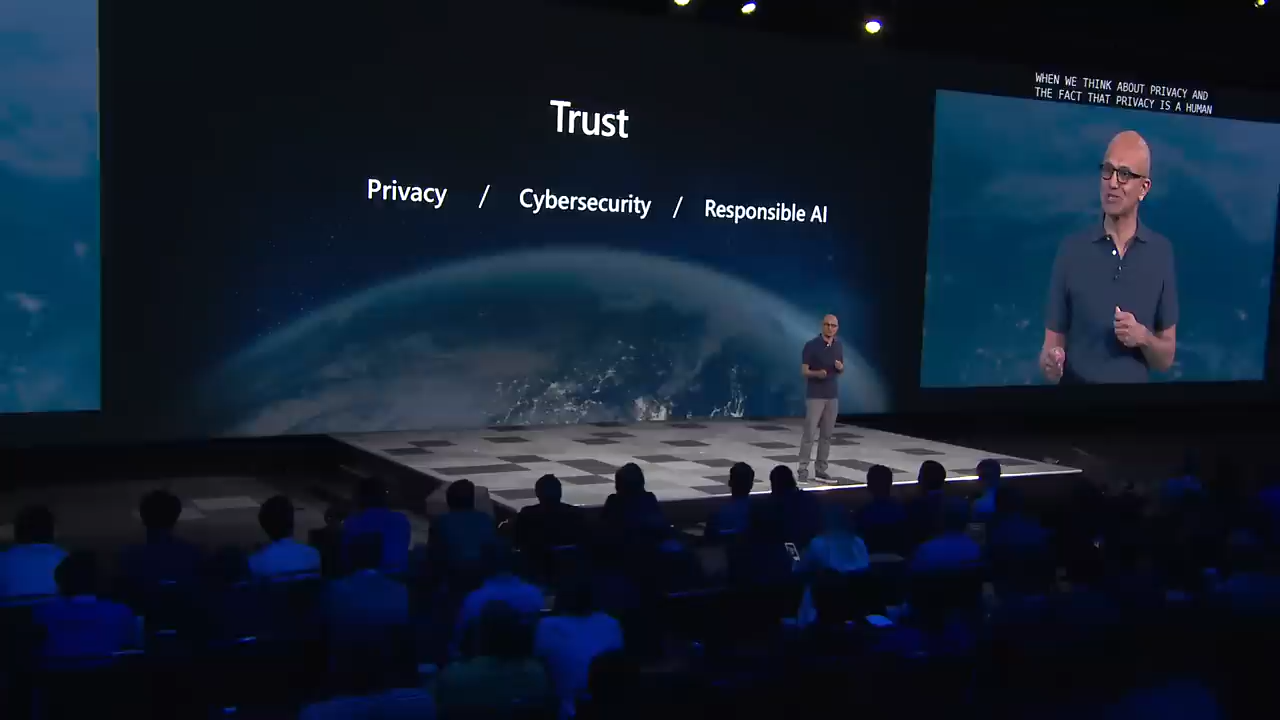 Trust
Privacy / Cybersecurity / Responsible AI
WHEN WE THINK ABOUT PRIVACY AND
THE FACT THAT PRIVACY IS A HUMAN